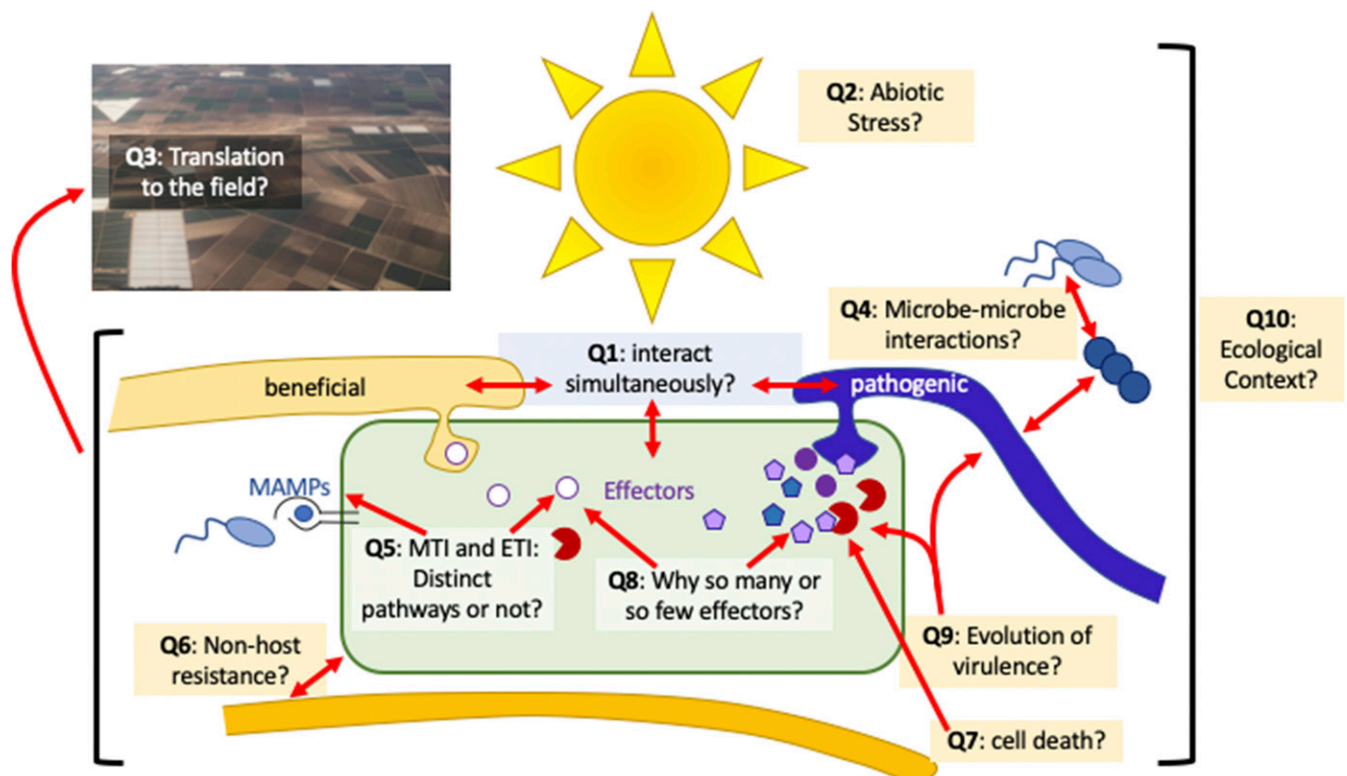 Q2: Abiotic
Stress?
Q3: Translation
to the field?
Q4: Microbe-microbe
interactions?
Q10:
Ecological
Context?
Q1: interact
simultaneously?
beneficial
pathogenic
MAMPs
Effectors
Q5: MTI and ETI:
Distinct
pathways or not?
Q8: Why so many or
so few effectors?
Q6: Non-host
resistance?
Q9: Evolution of
virulence?
Q7: cell death?